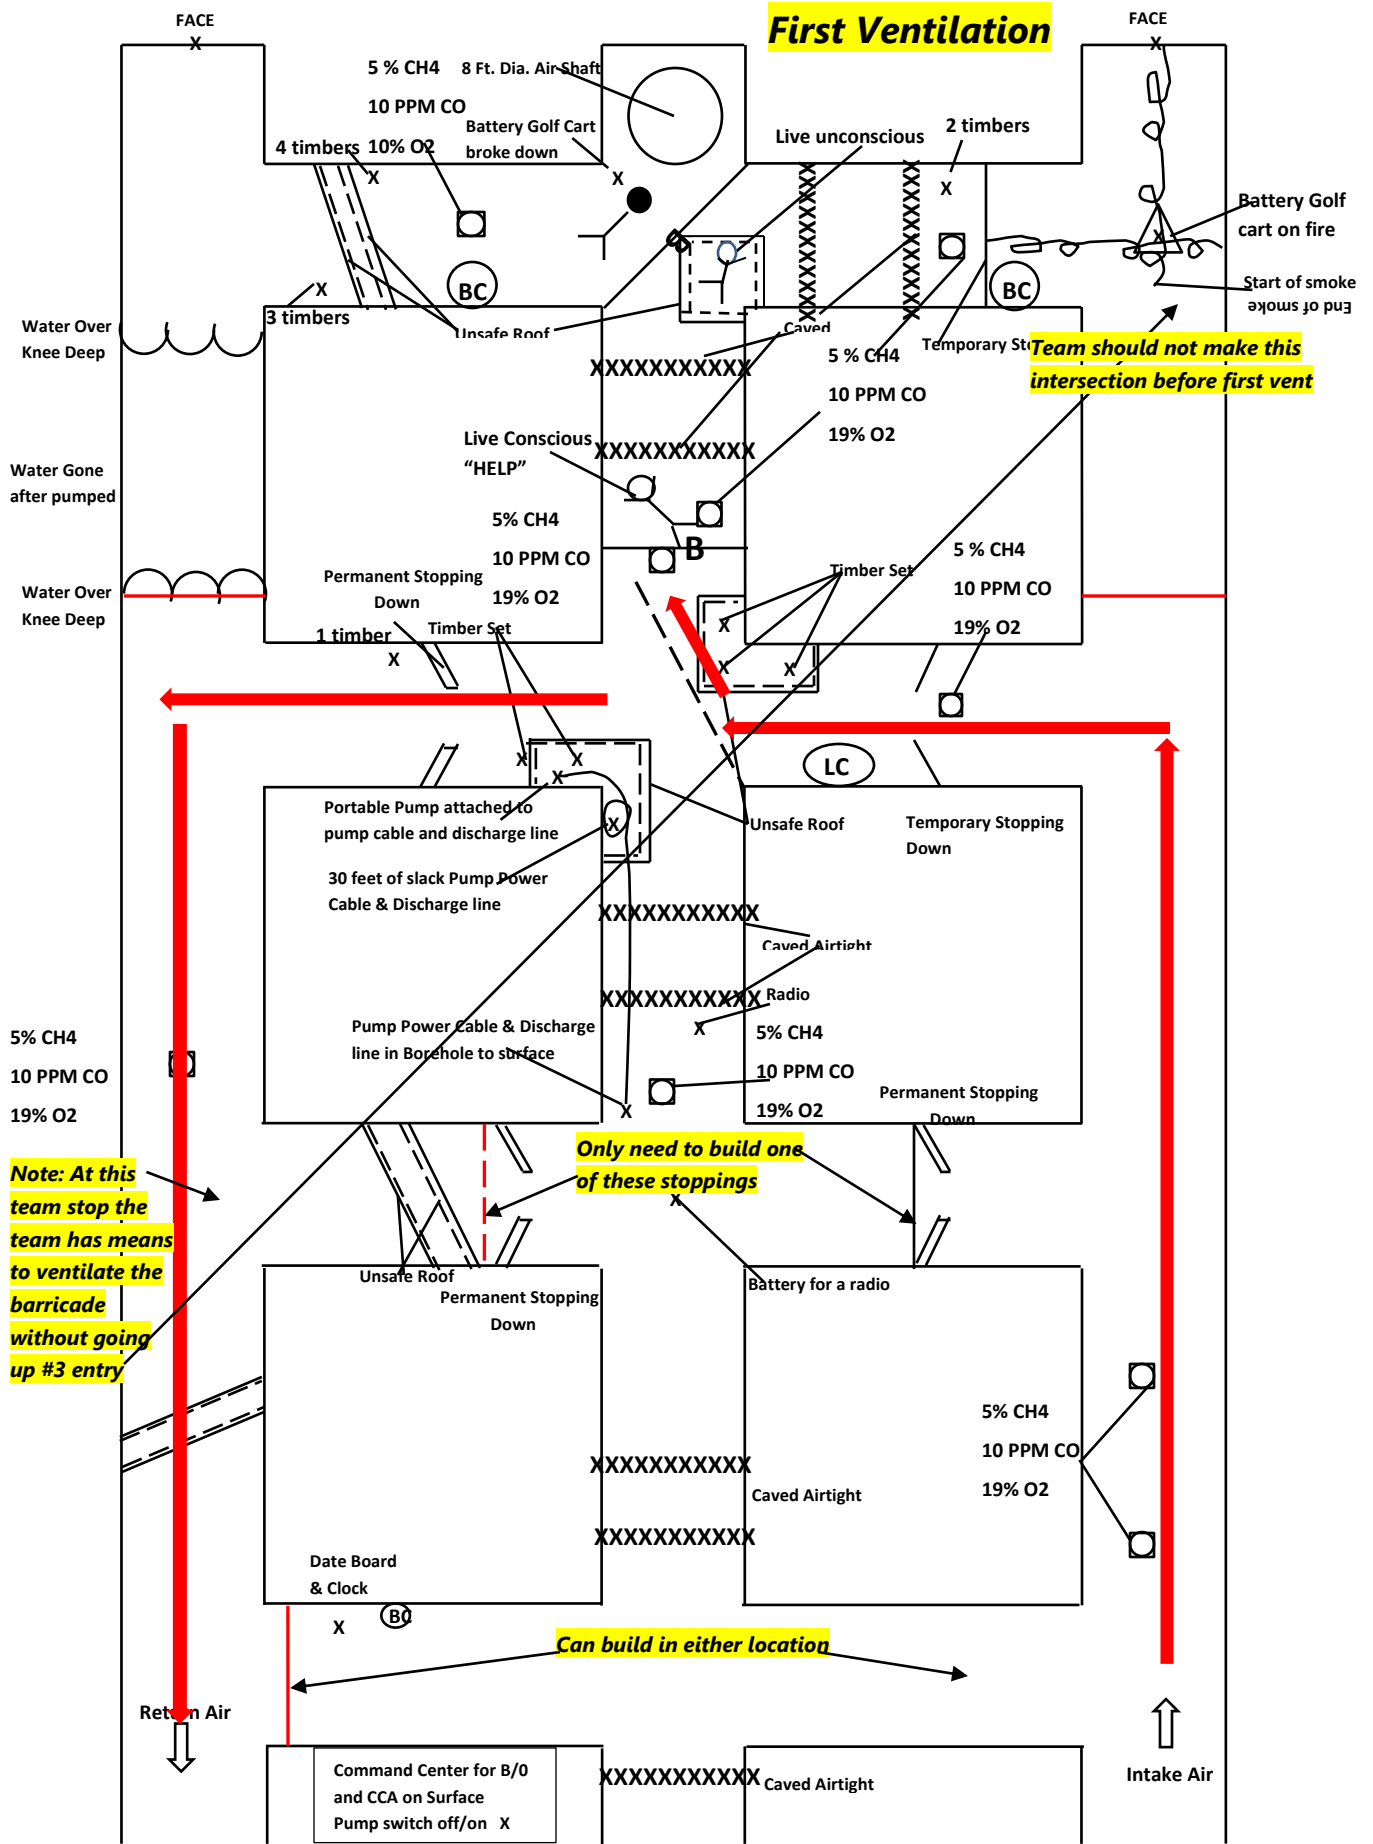 First Ventilation
FACE
X
FACE
X
5 % CH4
10 PPM CO
10% O2
8 Ft. Dia. Air Shaft
Battery Golf Cart
broke down
X
Live unconscious
2 timbers
X
4 timbers
X
Battery Golf
cart on fire
X
Start of smoke
End of smoke
BC
BC
X
3 timbers
Water Over
Knee Deep
Unsafe Roof
Caved
XXXXXXXXXXX
Temporary Sto
Team should not make this
intersection before first vent
5 % CH4
10 PPM CO
19% O2
Live Conscious
“HELP”
XXXXXXXXXXX
Water Gone
after pumped
5% CH4
10 PPM CO
19% O2
B
5 % CH4
10 PPM CO
19% O2
Water Over
Knee Deep
Permanent Stopping
Down
Timber Set
1 timber
X
Timber Set
X
X
X
X
X
X
LC
Portable Pump attached to
pump cable and discharge line
X
Unsafe Roof
Temporary Stopping
Down
30 feet of slack Pump Power
Cable & Discharge line
XXXXXXXXXXX
Caved Airtight
XXXXXXXXXXX
Radio
X
Pump Power Cable & Discharge
line in Borehole to surface
X
5% CH4
10 PPM CO
19% O2
5% CH4
10 PPM CO
19% O2
Permanent Stopping
Down
Only need to build one
of these stoppings
X
Note: At this
team stop the
team has means
to ventilate the
barricade
without going
up #3 entry
Unsafe Roof
Permanent Stopping
Down
Battery for a radio
5% CH4
10 PPM CO
19% O2
XXXXXXXXXXX
Caved Airtight
XXXXXXXXXXX
Date Board
& Clock
X
BC
Can build in either location
Return Air
Intake Air
Command Center for B/0
and CCA on Surface
Pump switch off/on X
XXXXXXXXXXX
Caved Airtight